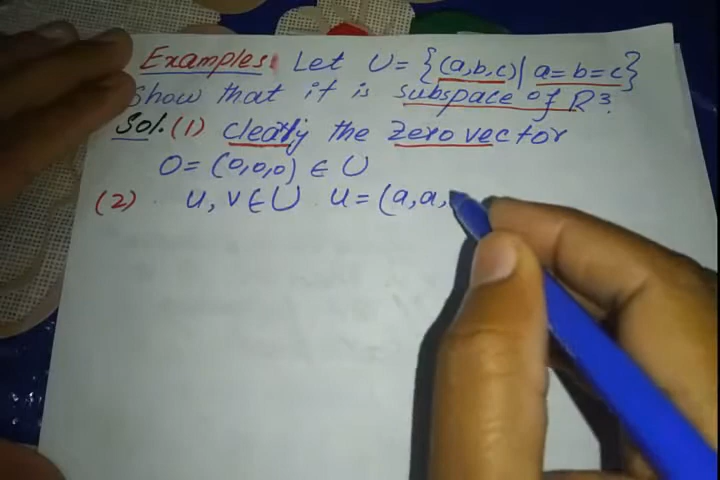 Examples: Let U = {(a,b,c) | a = b = c}
Show that it is subspace of R³.
Sol. (1) Clearly the zero vector
0 = (0,0,0) ∈ U
(2) u, v ∈ U u = (a, a,